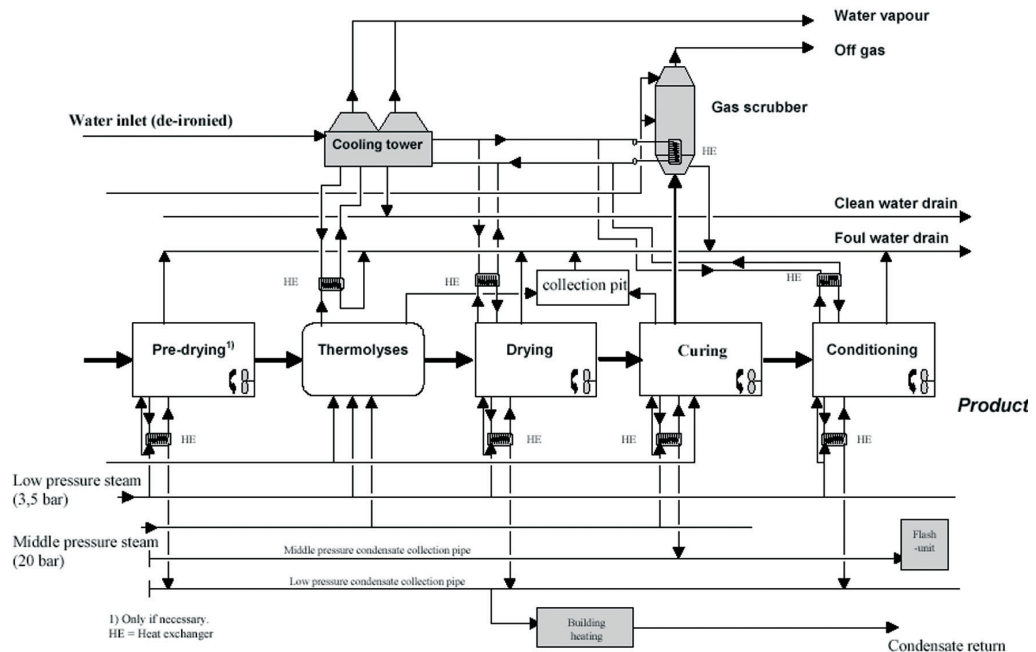 Water vapour
Off gas
Gas scrubber
Water inlet (de-ironied)
Cooling tower
HE
Clean water drain
Foul water drain
HE
HE
collection pit
HE
Pre-drying1)
Thermolyses
Drying
Curing
Conditioning
Product
HE
HE
HE
HE
Low pressure steam
(3,5 bar)
Middle pressure steam
(20 bar)
Middle pressure condensate collection pipe
Flash
-unit
Low pressure condensate collection pipe
1) Only if necessary.
HE = Heat exchanger
Building
heating
Condensate return